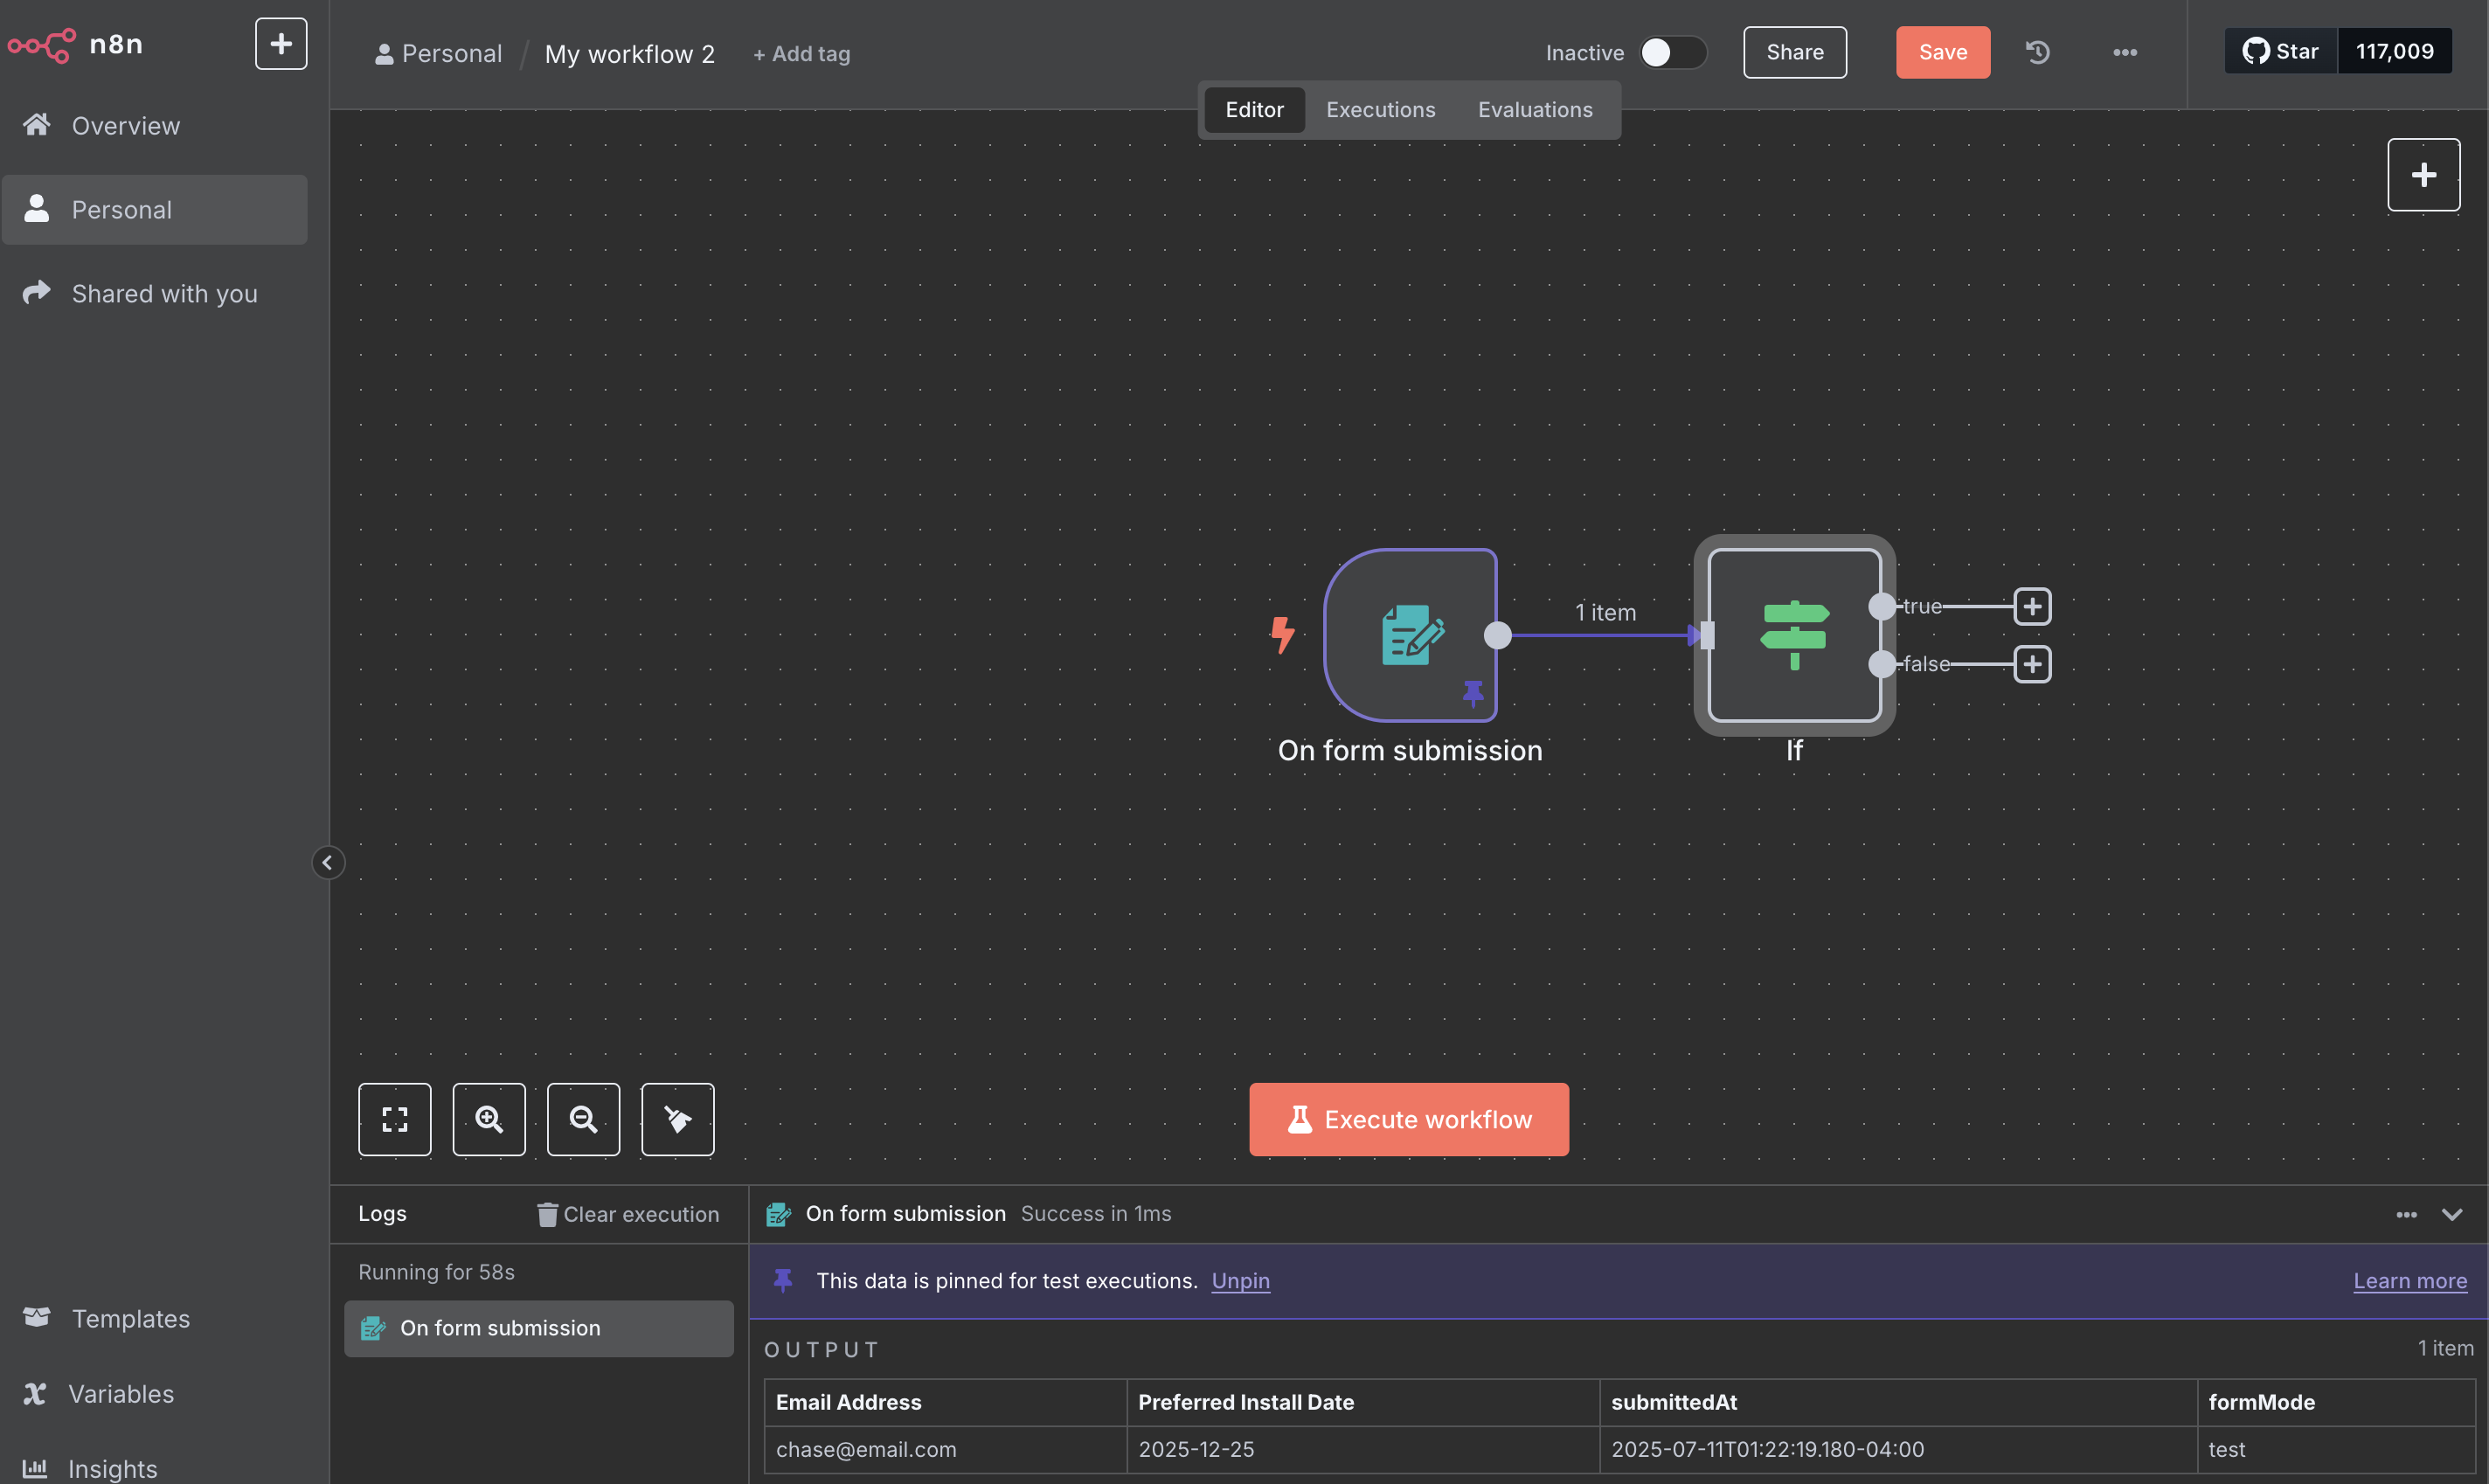 n8n
Overview
Personal
Shared with you
Templates
Variables
Insights
Personal / My workflow 2 + Add tag
Inactive
Share
Save
Star 117,009
Editor Executions Evaluations
1 item
true
false
On form submission
If
Execute workflow
Logs
Clear execution
Running for 58s
On form submission
On form submission Success in 1ms
This data is pinned for test executions. Unpin
Learn more
OUTPUT
1 item
Email Address Preferred Install Date submittedAt formMode
chase@email.com 2025-12-25 2025-07-11T01:22:19.180-04:00 test